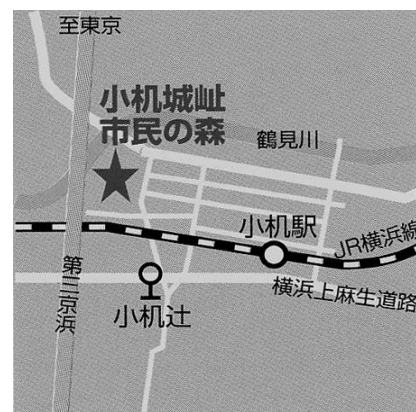 至東京
小机城址
市民の森
鶴見川
小机駅
JR横浜線
第三京浜
横浜上麻生道路
小机辻